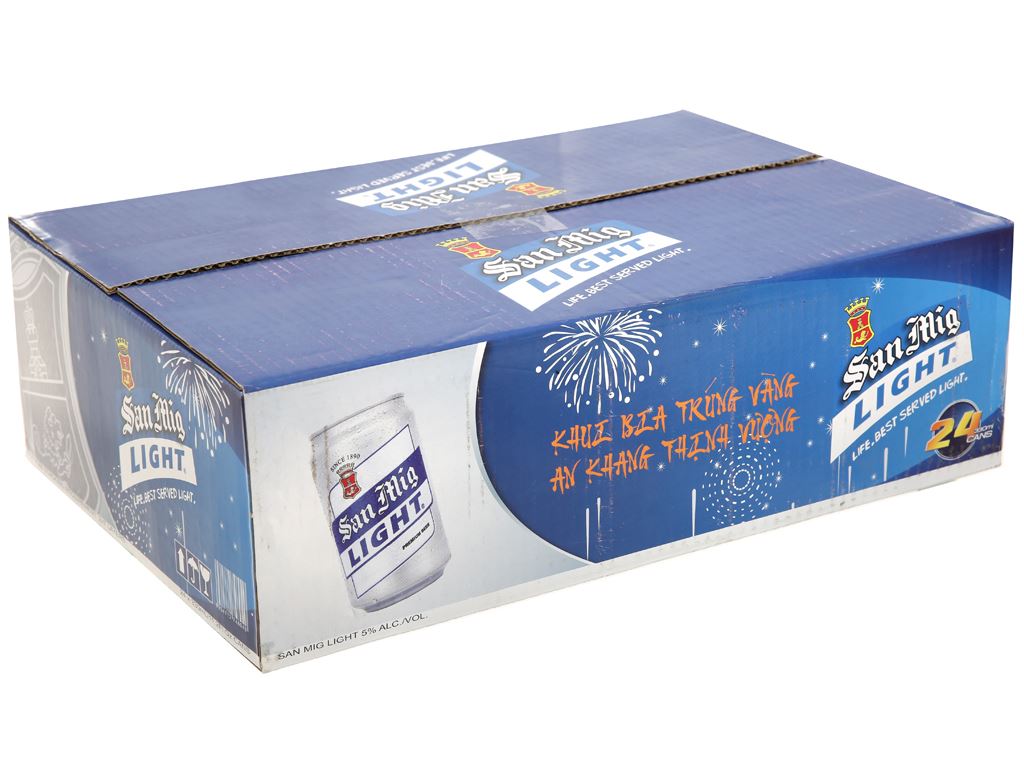 LIFE, BEST SERVED LIGHT.
LIGHT
San Mig
San Mig
LIGHT
LIFE, BEST SERVED LIGHT.
San Mig
LIGHT
LIFE, BEST SERVED LIGHT.
SINCE 1890
San Mig
LIGHT
PREMIUM BEER
SAN MIG LIGHT 5% ALC./VOL.
KHUI BIA TRÚNG VÀNG
AN KHANG THỊNH VƯỢNG
San Mig
LIGHT
LIFE, BEST SERVED LIGHT.
24
CANS